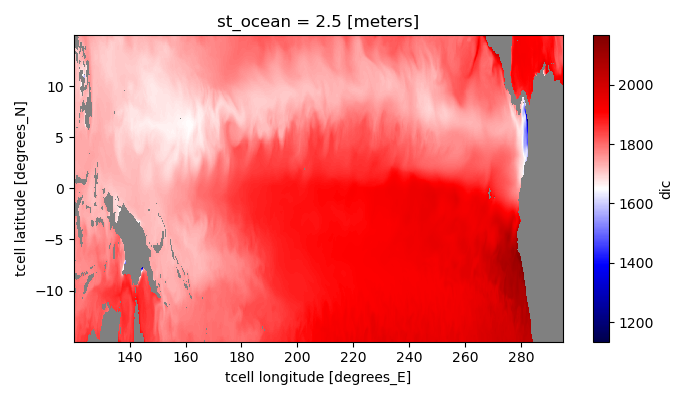 st_ocean = 2.5 [meters]
10
5
0
−5
−10
tcell latitude [degrees_N]
140 160 180 200 220 240 260 280
tcell longitude [degrees_E]
2000
1800
1600
1400
1200
dic